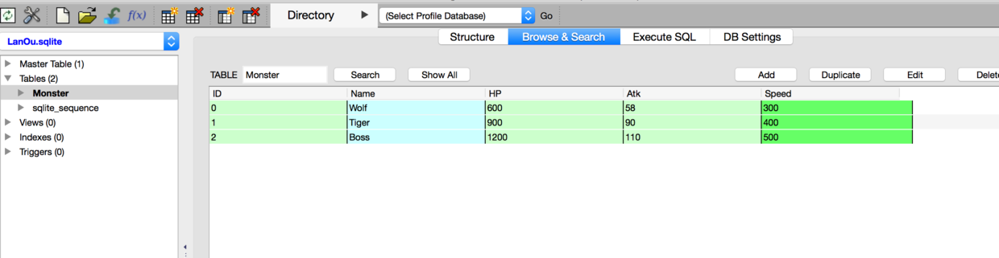 f(x) Directory (Select Profile Database) Go
LanOu.sqlite
Structure Browse & Search Execute SQL DB Settings
Master Table (1)
Tables (2)
Monster
sqlite_sequence
Views (0)
Indexes (0)
Triggers (0)
TABLE Monster Search Show All Add Duplicate Edit Delete
ID Name HP Atk Speed
0 Wolf 600 58 300
1 Tiger 900 90 400
2 Boss 1200 110 500